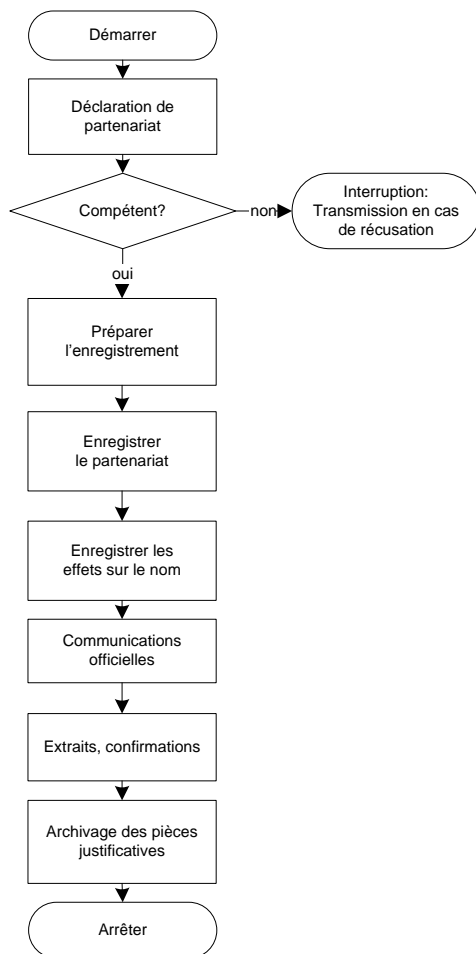 Démarrer
Déclaration de
partenariat
Compétent?
non
Interruption:
Transmission en cas
de récusation
oui
Préparer
l'enregistrement
Enregistrer
le partenariat
Enregistrer les
effets sur le nom
Communications
officielles
Extraits, confirmations
Archivage des pièces
justificatives
Arrêter